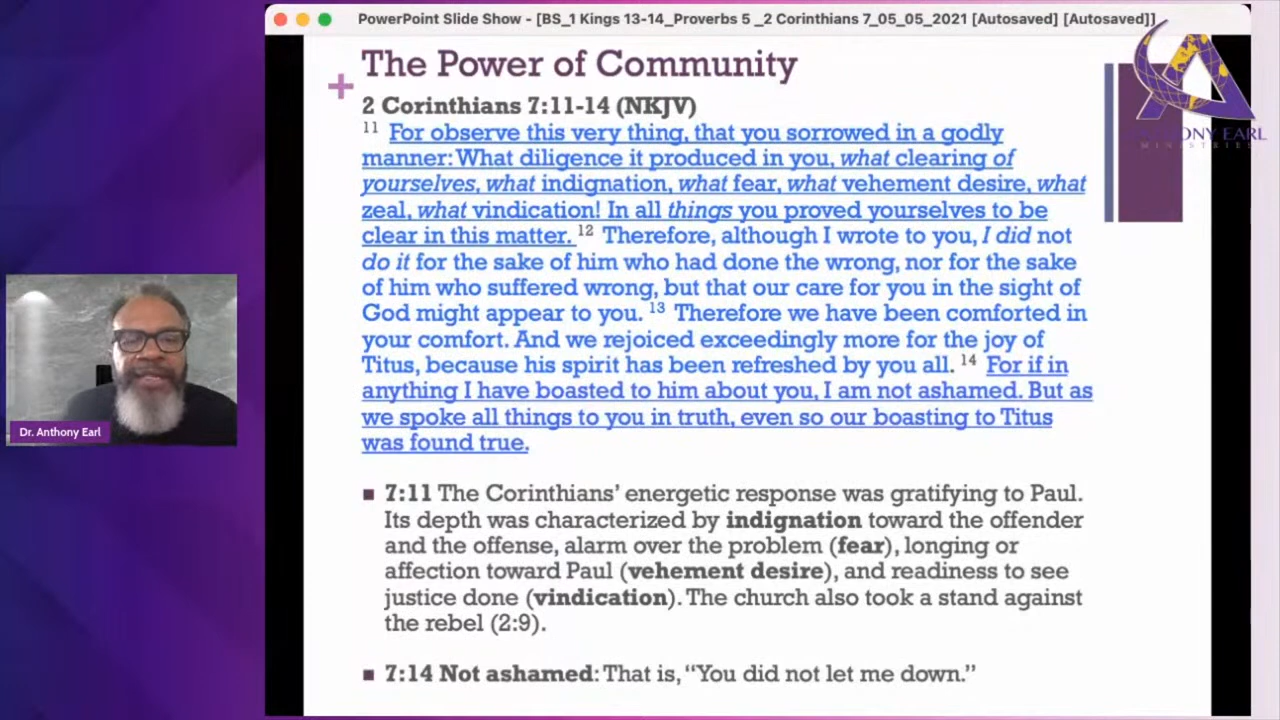 PowerPoint Slide Show - [BS_1 Kings 13-14_Proverbs 5 _2 Corinthians 7_05_05_2021 [Autosaved] [Autosaved]]
The Power of Community
+
2 Corinthians 7:11-14 (NKJV)
11 For observe this very thing, that you sorrowed in a godly
manner: What diligence it produced in you, what clearing of
yourselves, what indignation, what fear, what vehement desire, what
zeal, what vindication! In all things you proved yourselves to be
clear in this matter. 12 Therefore, although I wrote to you, I did not
do it for the sake of him who had done the wrong, nor for the sake
of him who suffered wrong, but that our care for you in the sight of
God might appear to you. 13 Therefore we have been comforted in
your comfort. And we rejoiced exceedingly more for the joy of
Titus, because his spirit has been refreshed by you all. 14 For if in
anything I have boasted to him about you, I am not ashamed. But as
we spoke all things to you in truth, even so our boasting to Titus
was found true.
■ 7:11 The Corinthians’ energetic response was gratifying to Paul.
Its depth was characterized by indignation toward the offender
and the offense, alarm over the problem (fear), longing or
affection toward Paul (vehement desire), and readiness to see
justice done (vindication). The church also took a stand against
the rebel (2:9).
■ 7:14 Not ashamed: That is, “You did not let me down.”
EARL
MINISTRIES
Dr. Anthony Earl